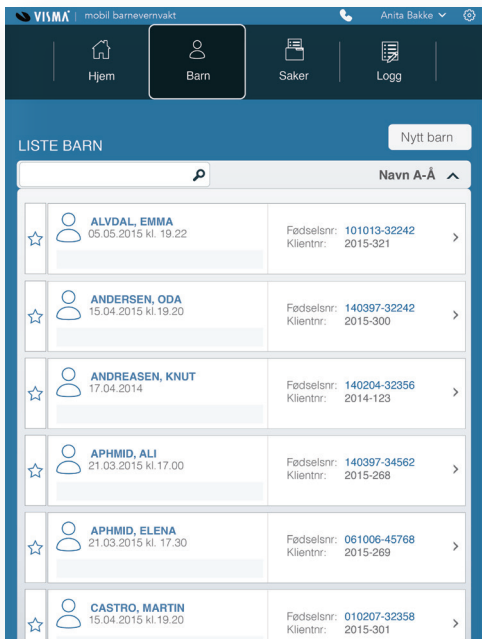 VISMA | mobil barnevernvakt Anita Bakke
Hjem Barn Saker Logg
LISTE BARN Nytt barn
Navn A-Å
ALVDAL, EMMA
05.05.2015 kl. 19.22
Fødselsnr: 101013-32242
Klientnr: 2015-321
ANDERSEN, ODA
15.04.2015 kl.19.20
Fødselsnr: 140397-32242
Klientnr: 2015-300
ANDREASEN, KNUT
17.04.2014
Fødselsnr: 140204-32356
Klientnr: 2014-123
APHMID, ALI
21.03.2015 kl.17.00
Fødselsnr: 140397-34562
Klientnr: 2015-268
APHMID, ELENA
21.03.2015 kl. 17.30
Fødselsnr: 061006-45768
Klientnr: 2015-269
CASTRO, MARTIN
15.04.2015 kl.19.20
Fødselsnr: 010207-32358
Klientnr: 2015-301